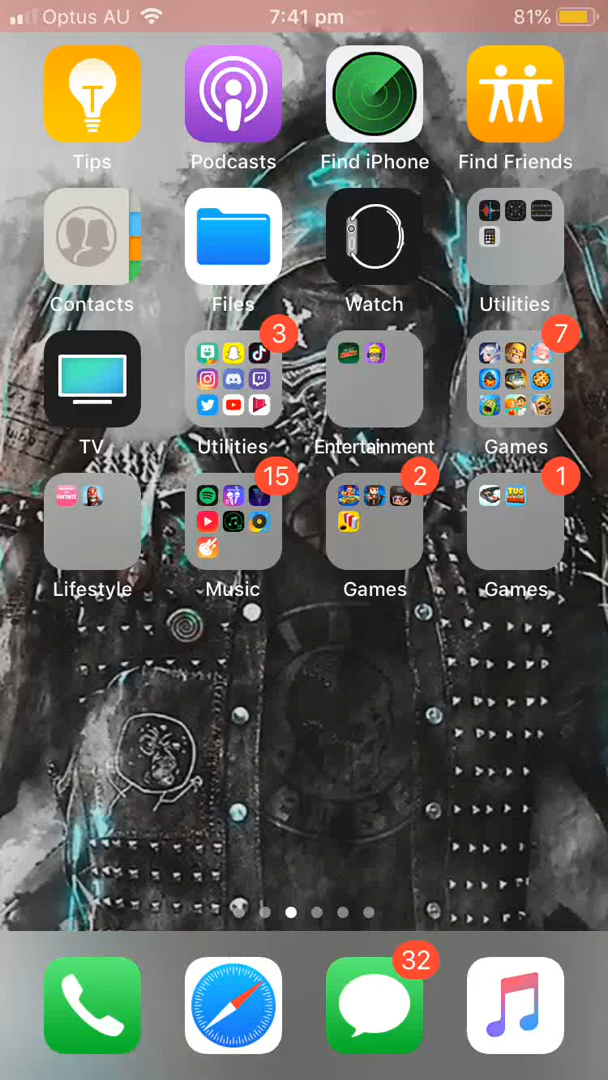 Optus AU 7:41 pm 81%
Tips Podcasts Find iPhone Find Friends
Contacts Files Watch Utilities
3 7
TV Utilities Entertainment Games
15 2 1
Lifestyle Music Games Games
32